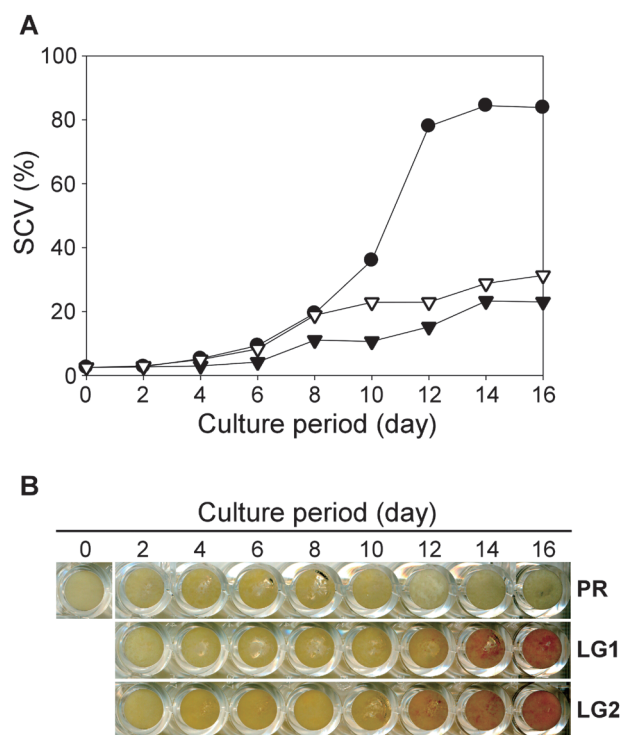 A
100
80
60
40
20
0
SCV (%)
0 2 4 6 8 10 12 14 16
Culture period (day)
B
Culture period (day)
0 2 4 6 8 10 12 14 16
PR
LG1
LG2